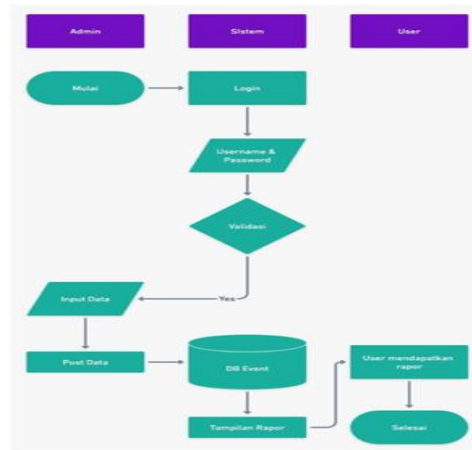 Admin
Sistem
User
Mulai
Login
Username &
Password
Validasi
Input Data
Yes
Post Data
DB Event
User mendapatkan
rapor
Tampilan Rapor
Selesai